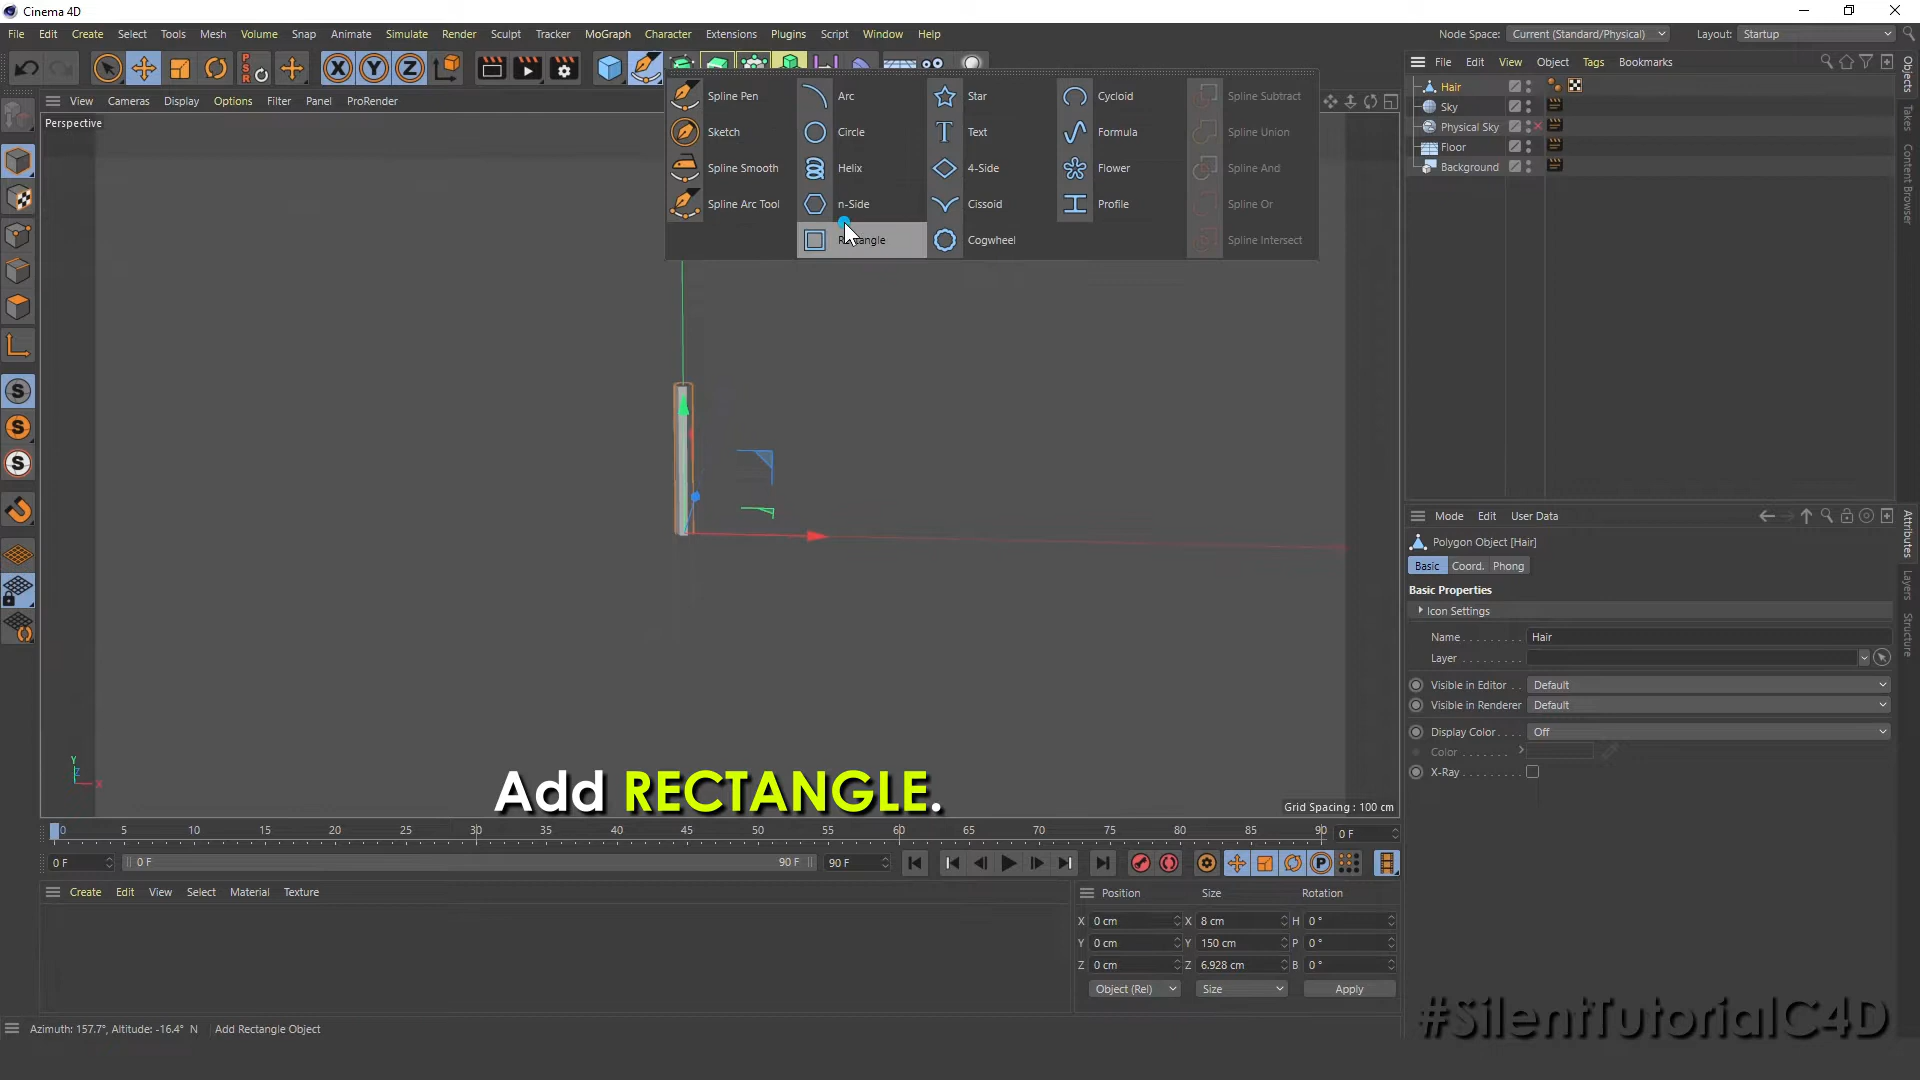 Cinema 4D
File Edit Create Select Tools Mesh Volume Snap Animate Simulate Render Sculpt Tracker MoGraph Character Extensions Plugins Script Window Help
Node Space: Current (Standard/Physical) Layout: Startup
View Cameras Display Options Filter Panel ProRender
Perspective
Spline Pen Arc Star Cycloid Spline Subtract
Sketch Circle Text Formula Spline Union
Spline Smooth Helix 4-Side Flower Spline And
Spline Arc Tool n-Side Cissoid Profile Spline Or
Rectangle Cogwheel Spline Intersect
File Edit View Object Tags Bookmarks
Hair
Sky
Physical Sky
Floor
Background
Objects
Takes
Content Browser
Mode Edit User Data
Polygon Object [Hair]
Basic Coord. Phong
Basic Properties
Icon Settings
Name Hair
Layer
Visible in Editor Default
Visible in Renderer Default
Display Color Off
Color
X-Ray
Attributes
Layers
Structure
Y
Z
X
Add RECTANGLE.
Grid Spacing : 100 cm
0 5 10 15 20 25 30 35 40 45 50 55 60 65 70 75 80 85 90 0 F
0 F 0 F 90 F 90 F
Create Edit View Select Material Texture
Position Size Rotation
X 0 cm X 8 cm H 0 °
Y 0 cm Y 150 cm P 0 °
Z 0 cm Z 6.928 cm B 0 °
Object (Rel) Size Apply
Azimuth: 157.7°, Altitude: -16.4° N Add Rectangle Object
#SilentTutorialC4D